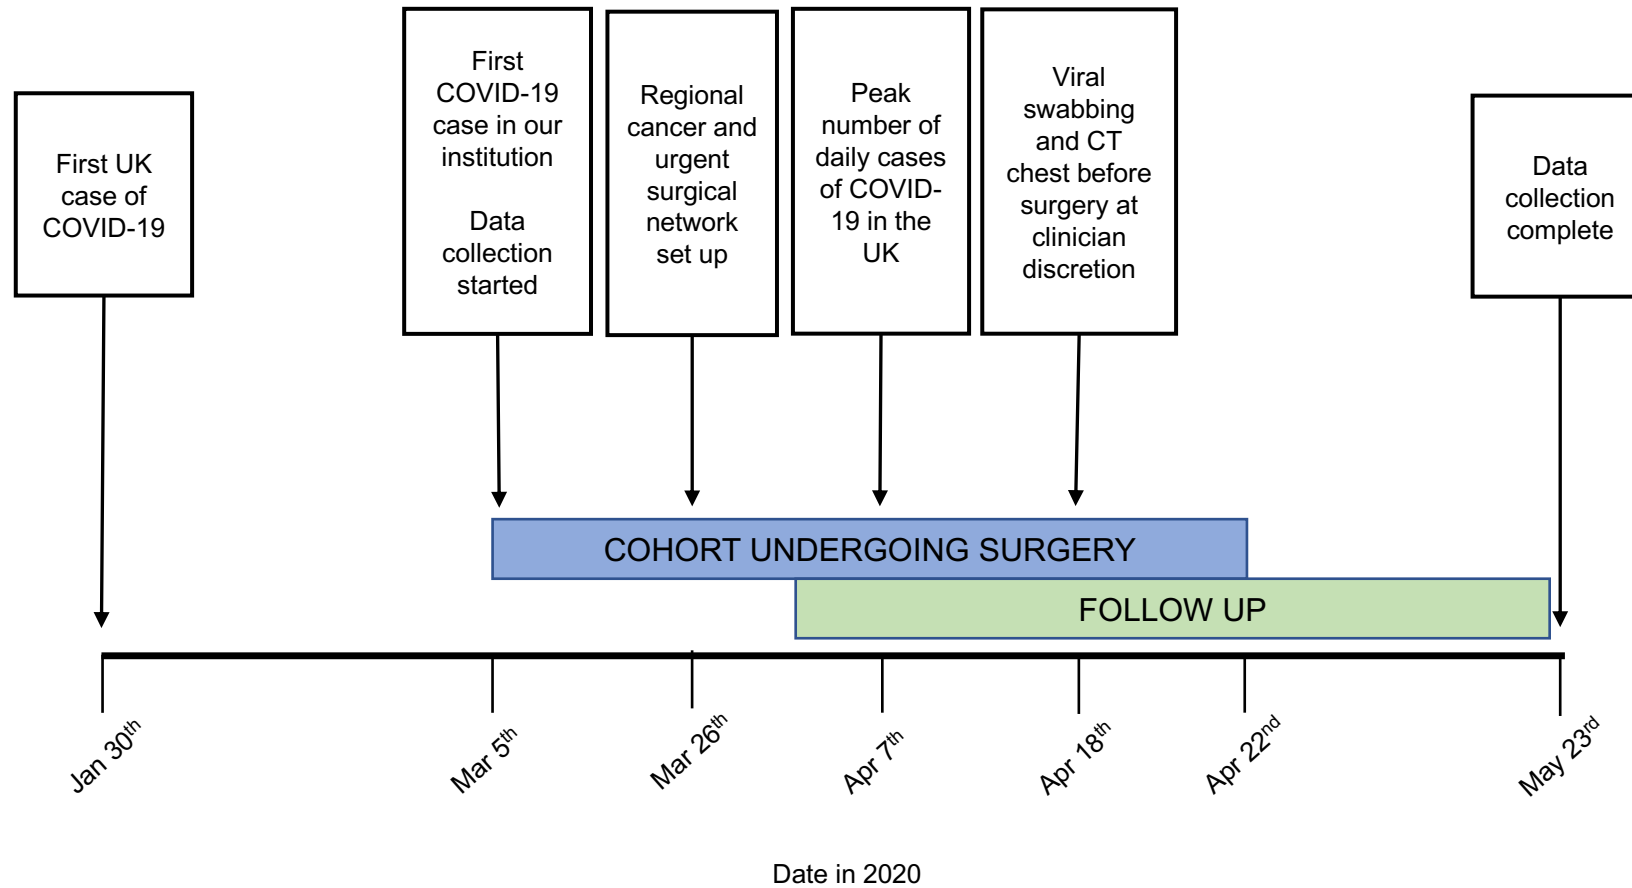 First UK
case of
COVID-19
First
COVID-19
case in our
institution
Data
collection
started
Regional
cancer and
urgent
surgical
network
set up
Peak
number of
daily cases
of COVID-
19 in the
UK
Viral
swabbing
and CT
chest before
surgery at
clinician
discretion
Data
collection
complete
COHORT UNDERGOING SURGERY
FOLLOW UP
Jan 30th
Mar 5th
Mar 26th
Apr 7th
Apr 18th
Apr 22nd
May 23rd
Date in 2020